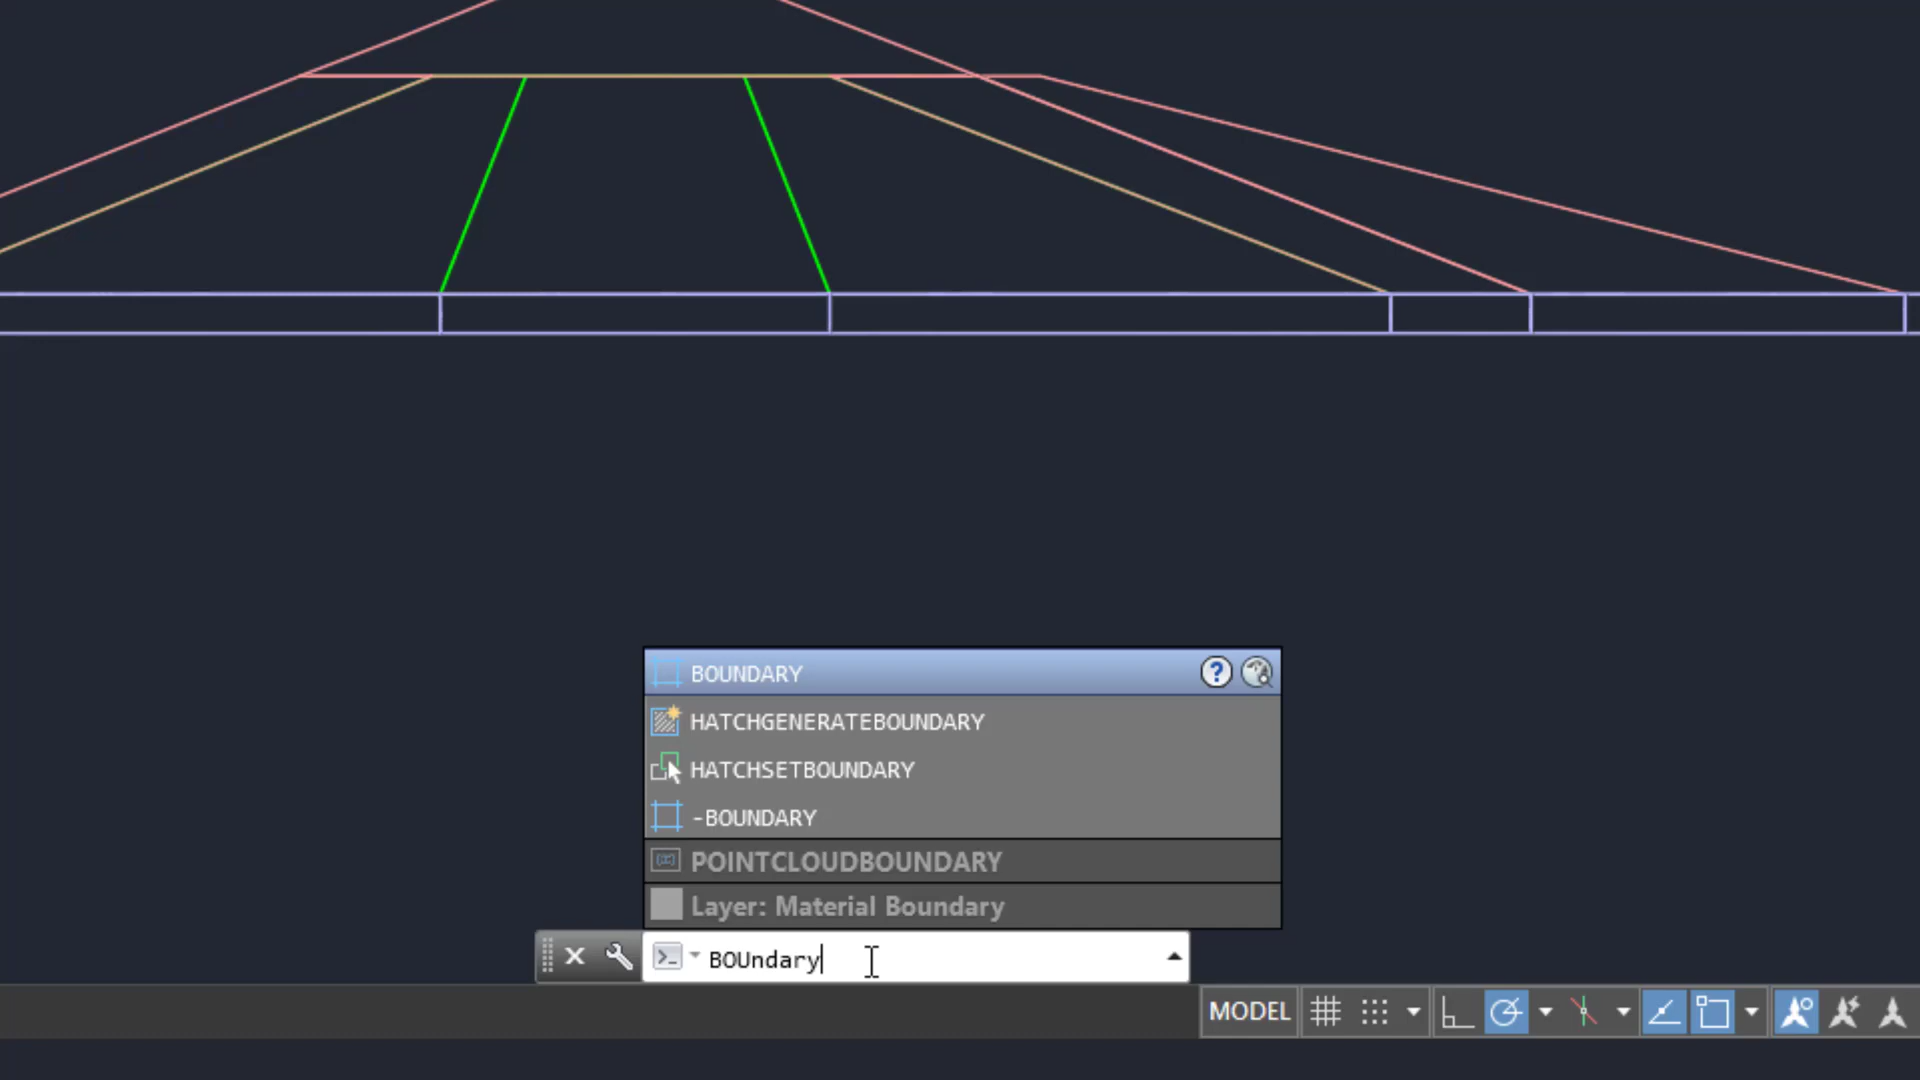 BOUNDARY
HATCHGENERATEBOUNDARY
HATCHSETBOUNDARY
-BOUNDARY
POINTCLOUDBOUNDARY
Layer: Material Boundary
BOUndary
MODEL